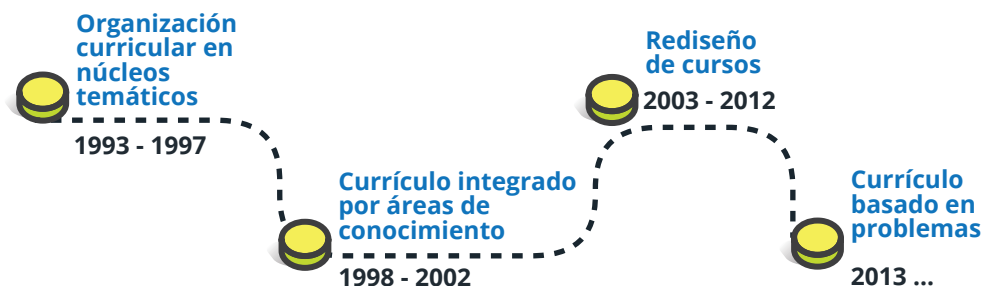 Organización
curricular en
núcleos
temáticos
1993 - 1997
Currículo integrado
por áreas de
conocimiento
1998 - 2002
Rediseño
de cursos
2003 - 2012
Currículo
basado en
problemas
2013 ...